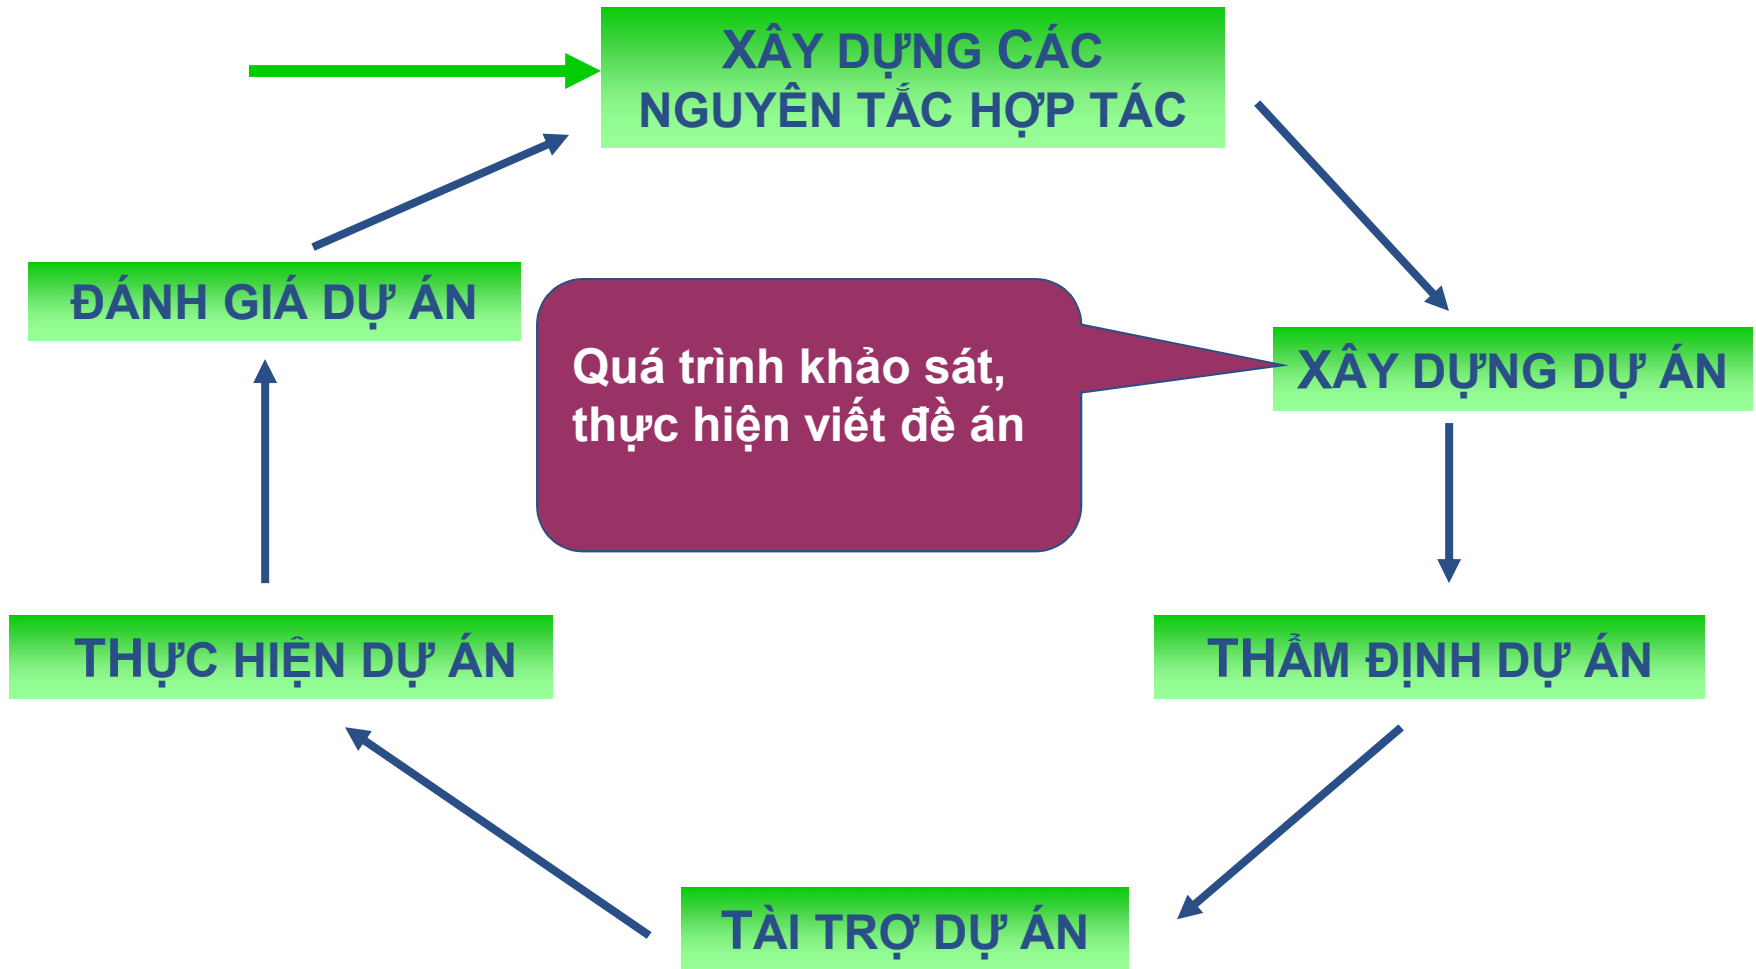 XÂY DỰNG CÁC
NGUYÊN TẮC HỢP TÁC
ĐÁNH GIÁ DỰ ÁN
Quá trình khảo sát,
thực hiện viết đề án
XÂY DỰNG DỰ ÁN
THỰC HIỆN DỰ ÁN
THẨM ĐỊNH DỰ ÁN
TÀI TRỢ DỰ ÁN